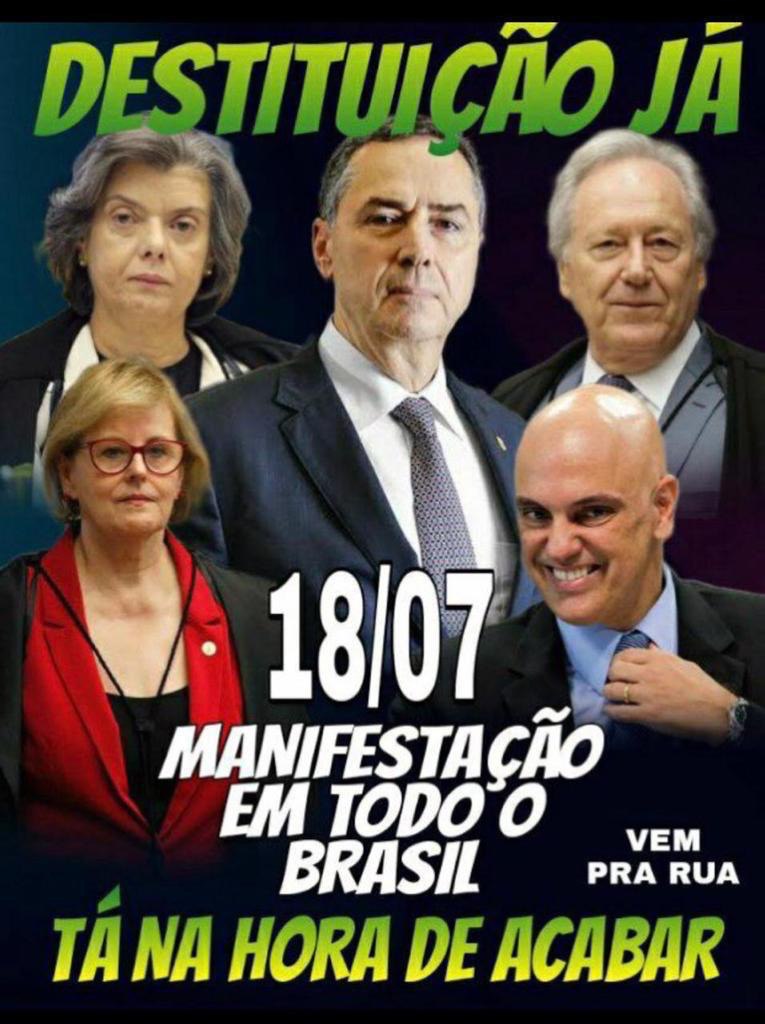 DESTITUIÇÃO JÁ
18/07
MANIFESTAÇÃO
EM TODO O
BRASIL
VEM
PRA RUA
TÁ NA HORA DE ACABAR